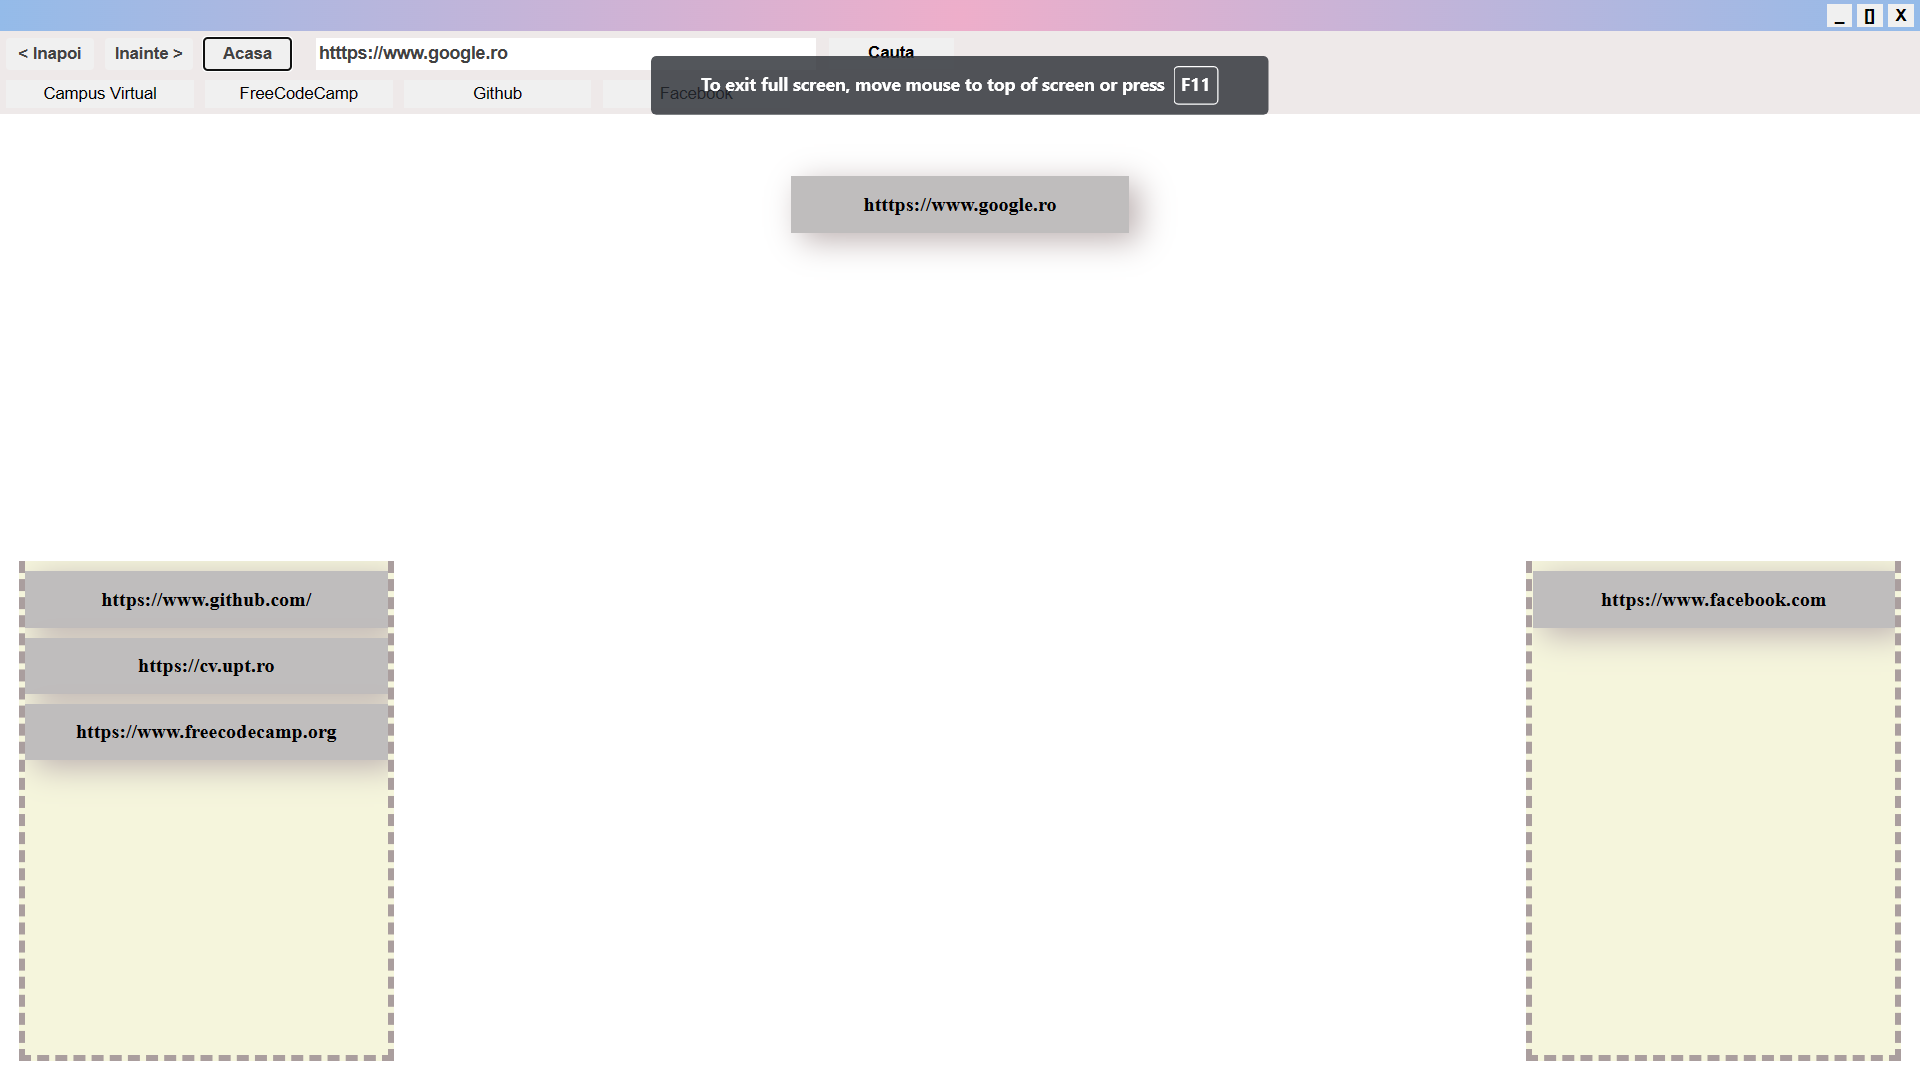 _ [] X
< Inapoi Inainte > Acasa htttps://www.google.ro Cauta
To exit full screen, move mouse to top of screen or press F11
Campus Virtual FreeCodeCamp Github Facebook
htttps://www.google.ro
https://www.github.com/
https://cv.upt.ro
https://www.freecodecamp.org
https://www.facebook.com